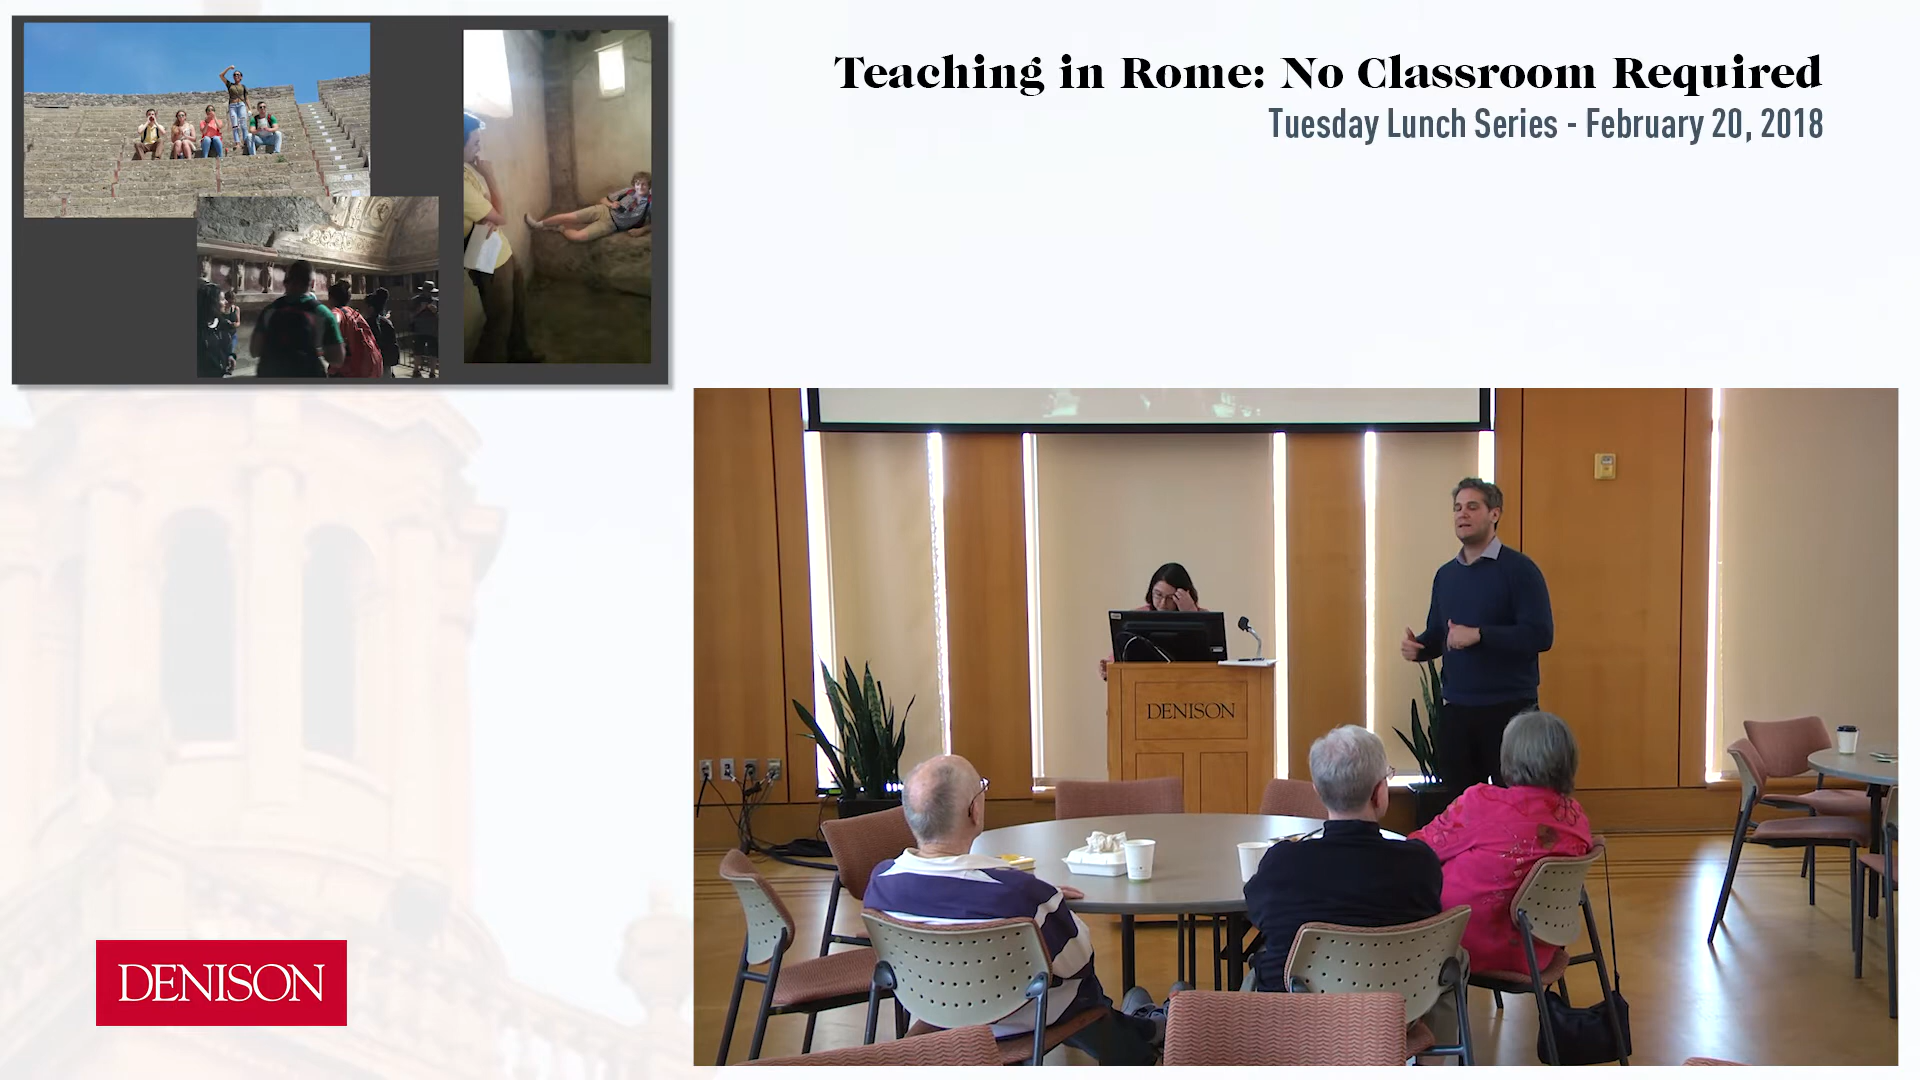 Teaching in Rome: No Classroom Required
Tuesday Lunch Series - February 20, 2018
DENISON
DENISON